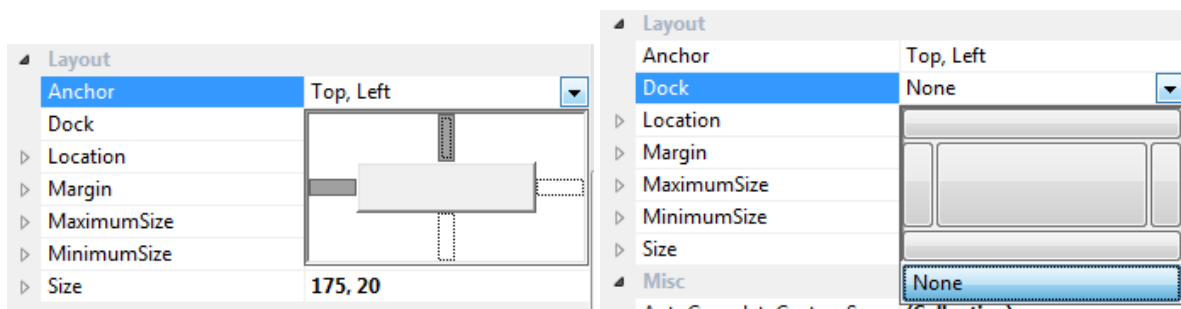 Layout
Anchor Top, Left
Dock
Location
Margin
MaximumSize
MinimumSize
Size 175, 20
Layout
Anchor Top, Left
Dock None
Location
Margin
MaximumSize
MinimumSize
Size
Misc
None